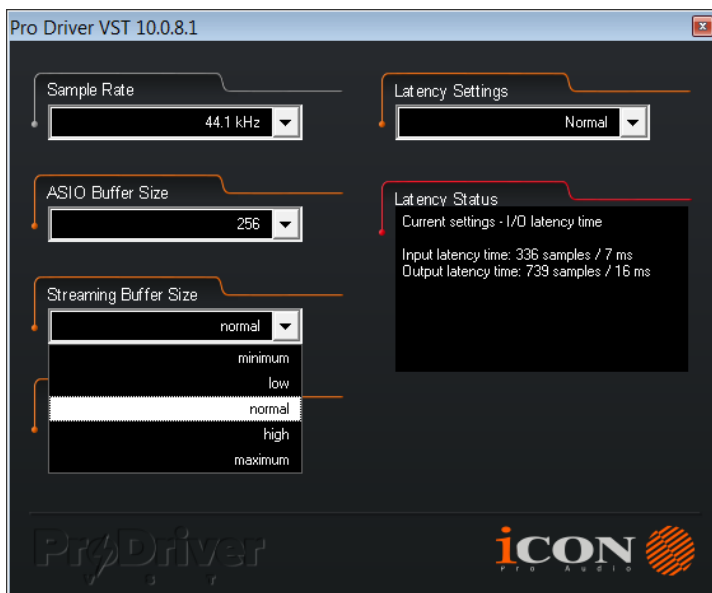 Pro Driver VST 10.0.8.1
Sample Rate
44.1 kHz
ASIO Buffer Size
256
Streaming Buffer Size
normal
minimum
low
normal
high
maximum
Latency Settings
Normal
Latency Status
Current settings - I/O latency time
Input latency time: 336 samples / 7 ms
Output latency time: 739 samples / 16 ms
ProDriver
V S T
iCON
Pro Audio